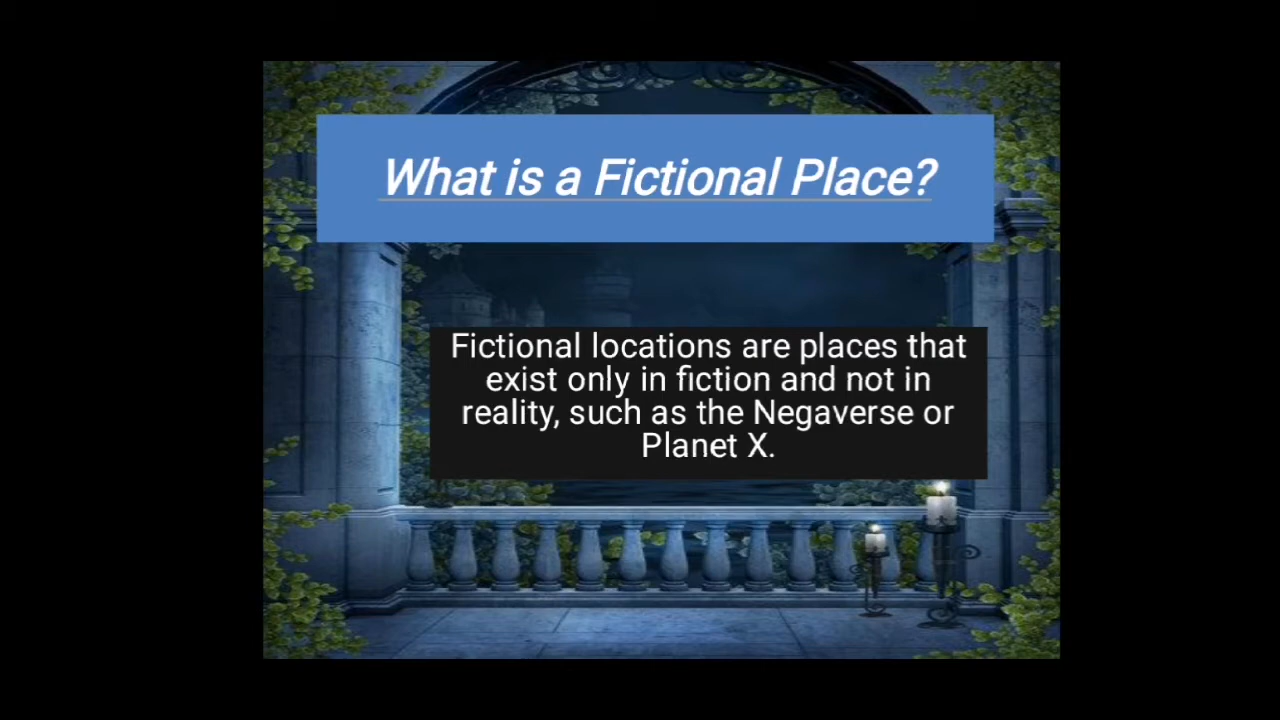 What is a Fictional Place?
Fictional locations are places that
exist only in fiction and not in
reality, such as the Negaverse or
Planet X.